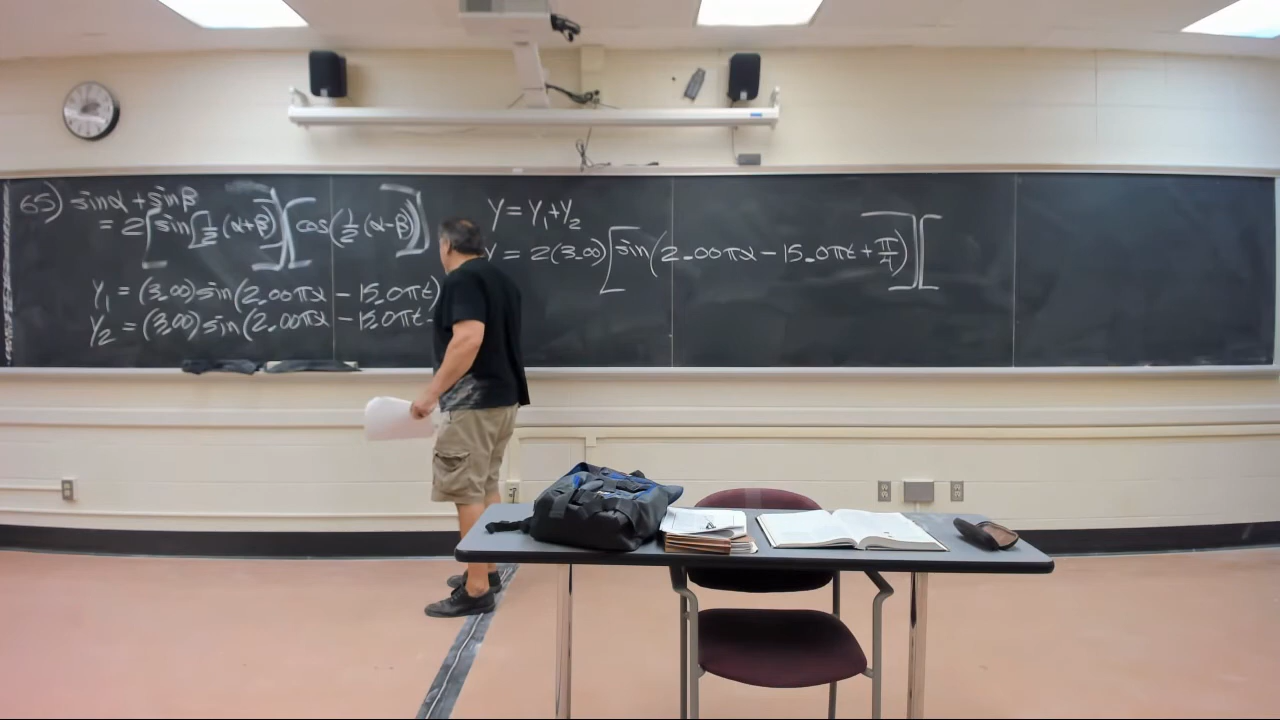 65) sinα + sinβ
= 2[sin[½(α+β)]][cos(½(α-β))]
y₁ = (3.00)sin(2.00πx - 15.0πt)
y₂ = (3.00)sin(2.00πx - 15.0πt -
y = y₁+y₂
y = 2(3.00)[sin(2.00πx - 15.0πt + π/4)][